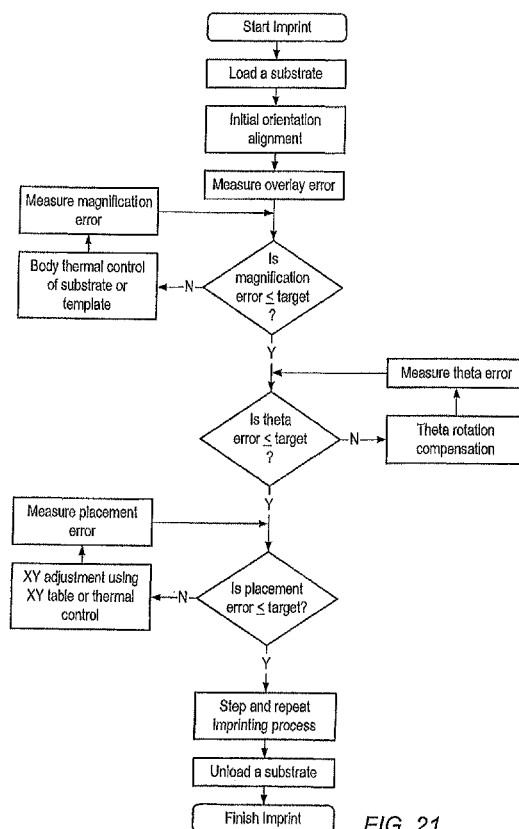 Start Imprint
Load a substrate
Initial orientation
alignment
Measure overlay error
Measure magnification
error
Body thermal control
of substrate or
template
N
Is
magnification
error ≤ target
?
Y
Measure theta error
Is theta
error ≤ target
?
N
Theta rotation
compensation
Y
Measure placement
error
XY adjustment using
XY table or thermal
control
N
Is placement
error ≤ target?
Y
Step and repeat
Imprinting process
Unload a substrate
Finish Imprint
FIG. 21